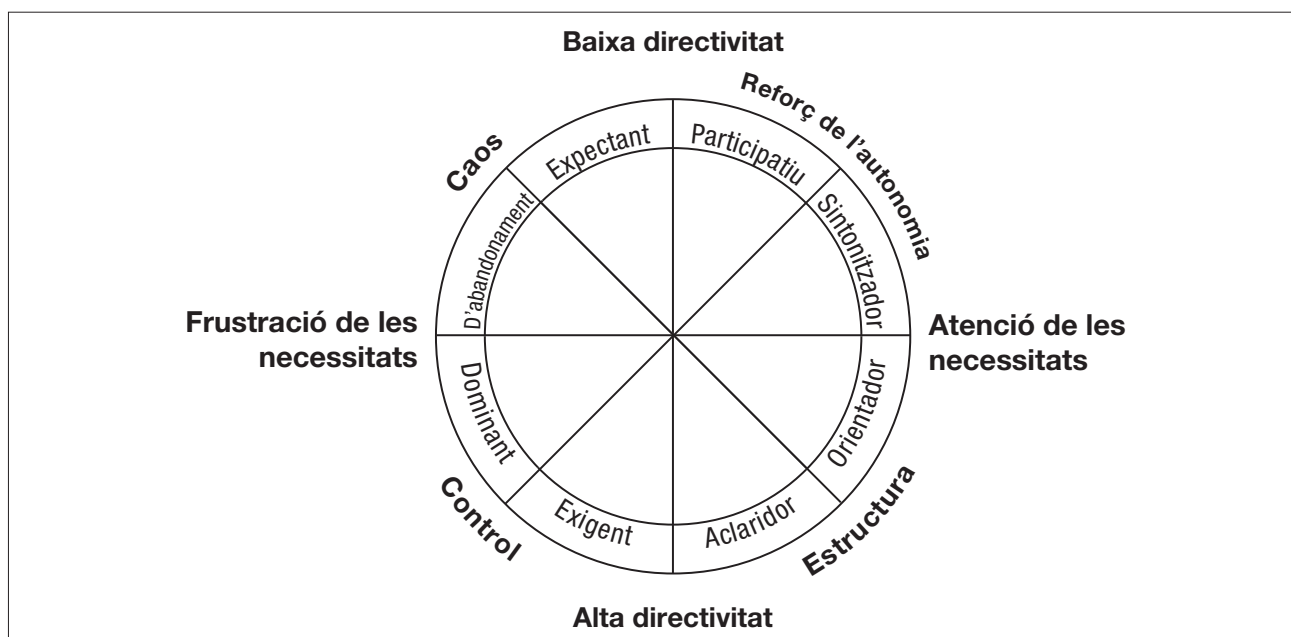 Baixa directivitat
Reforç de l'autonomia
Caos
Expectant
Participatiu
D'abandonament
Sintonitzador
Frustració de les
necessitats
Atenció de les
necessitats
Dominant
Orientador
Control
Exigent
Aclaridor
Estructura
Alta directivitat